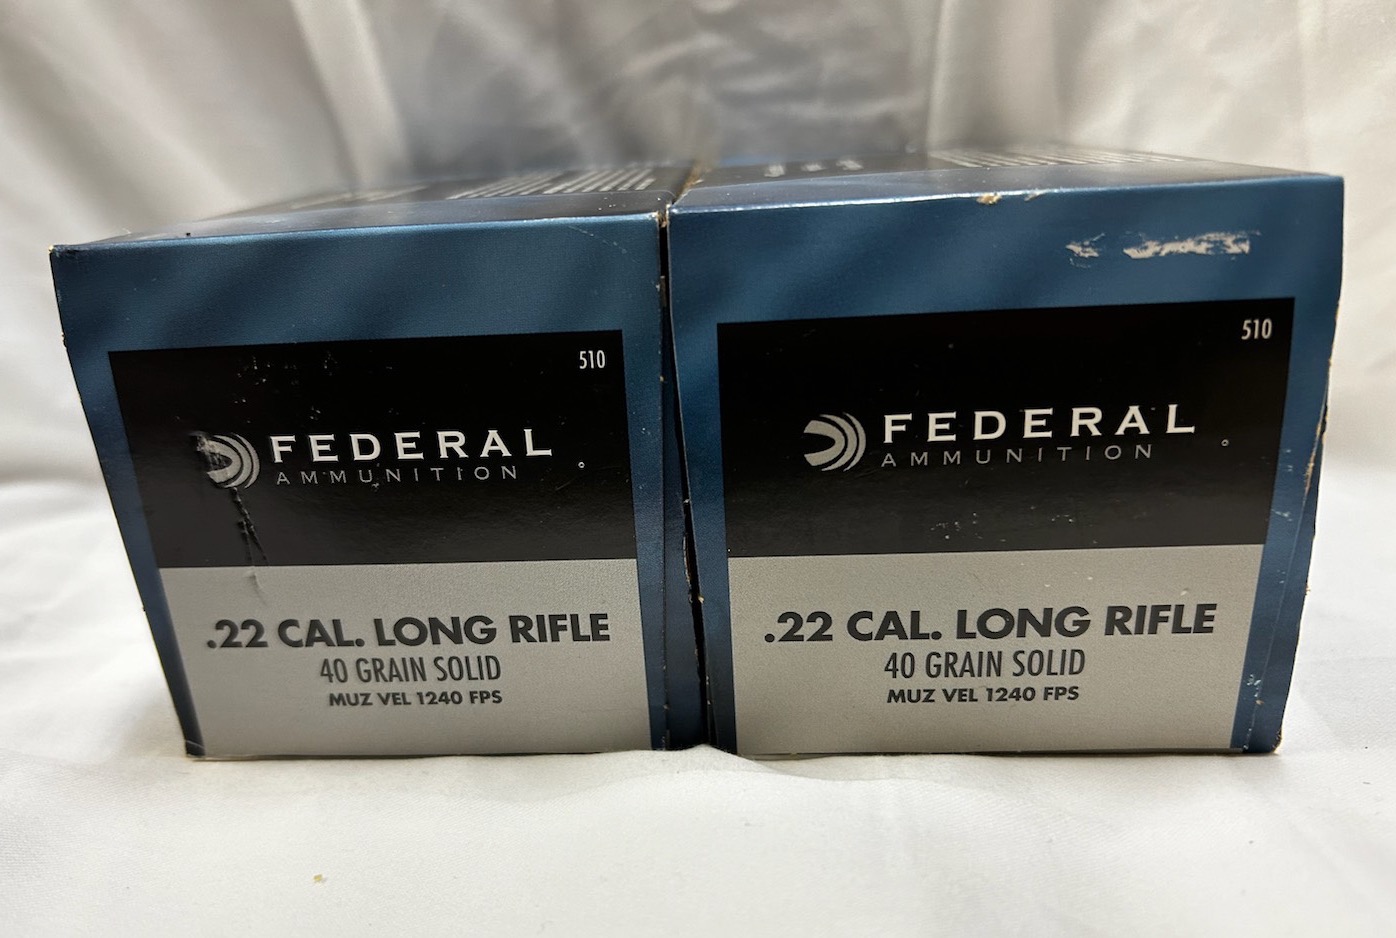 510
FEDERAL
AMMUNITION
.22 CAL. LONG RIFLE
40 GRAIN SOLID
MUZ VEL 1240 FPS
510
FEDERAL
AMMUNITION
.22 CAL. LONG RIFLE
40 GRAIN SOLID
MUZ VEL 1240 FPS